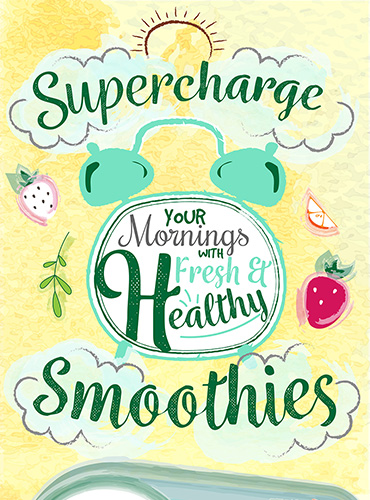 Supercharge
YOUR
Mornings
WITH
Fresh &
Healthy
Smoothies